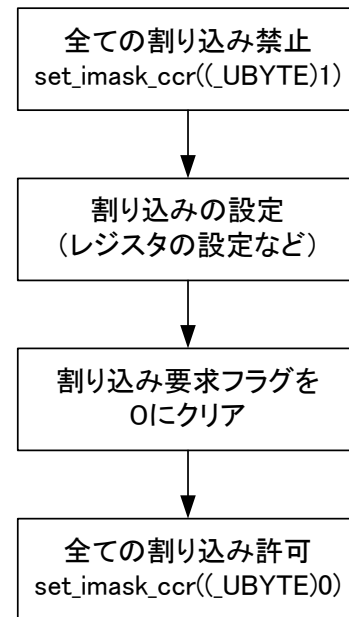 全ての割り込み禁止
set_imask_ccr((_UBYTE)1)
割り込みの設定
（レジスタの設定など）
割り込み要求フラグを
0にクリア
全ての割り込み許可
set_imask_ccr((_UBYTE)0)